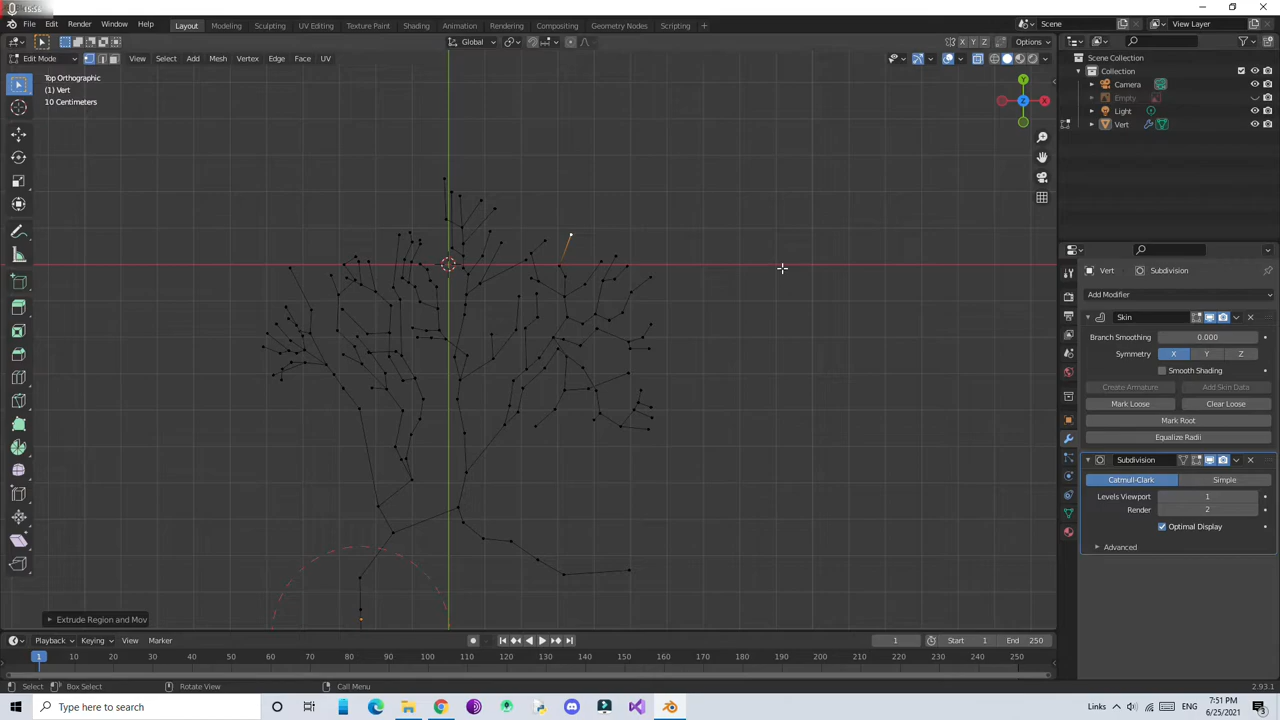 File Edit Render Window Help Layout Modeling Sculpting UV Editing Texture Paint Shading Animation Rendering Compositing Geometry Nodes Scripting + Scene View Layer
Global X Y Z Options
Edit Mode View Select Add Mesh Vertex Edge Face UV
Top Orthographic
(1) Vert
10 Centimeters
Y
Z X
Scene Collection
Collection
Camera
Empty
Light
Vert
Vert Subdivision
Add Modifier
Skin
Branch Smoothing 0.000
Symmetry X Y Z
Smooth Shading
Create Armature Add Skin Data
Mark Loose Clear Loose
Mark Root
Equalize Radii
Subdivision
Catmull-Clark Simple
Levels Viewport 1
Render 2
Optimal Display
Advanced
Extrude Region and Mov
Playback Keying View Marker 1 Start 1 End 250
1 10 20 30 40 50 60 70 80 90 100 110 120 130 140 150 160 170 180 190 200 210 220 230 240 250
Select Box Select Rotate View Call Menu 2.93.1
Type here to search Links 7:51 PM
6/25/2021